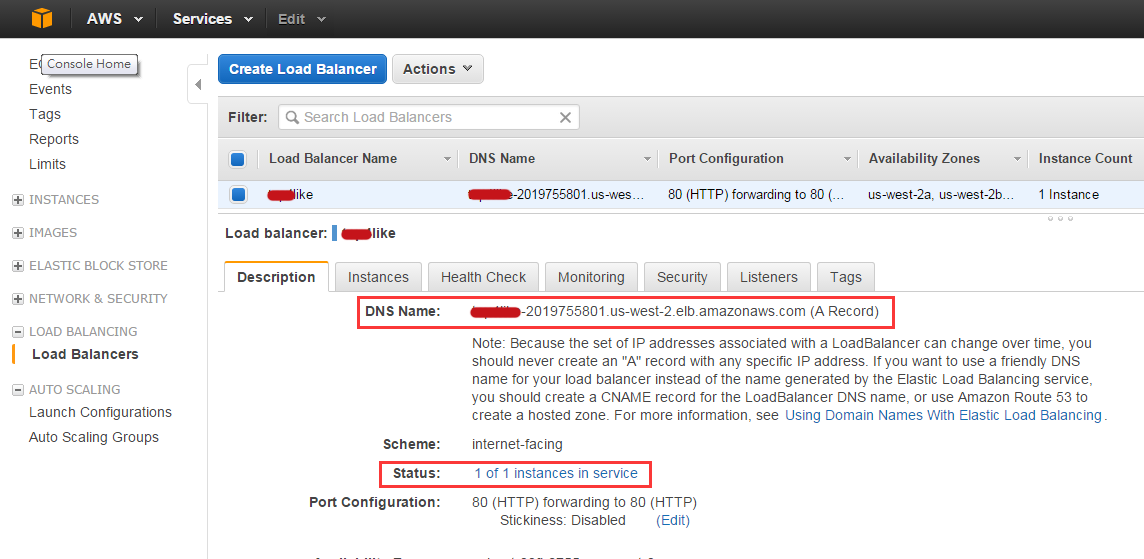 AWS Services Edit
Console Home
Events
Tags
Reports
Limits
INSTANCES
IMAGES
ELASTIC BLOCK STORE
NETWORK & SECURITY
LOAD BALANCING
Load Balancers
AUTO SCALING
Launch Configurations
Auto Scaling Groups
Create Load Balancer Actions
Filter: Search Load Balancers
Load Balancer Name DNS Name Port Configuration Availability Zones Instance Count
like -2019755801.us-wes... 80 (HTTP) forwarding to 80 (... us-west-2a, us-west-2b... 1 Instance
Load balancer: like
Description Instances Health Check Monitoring Security Listeners Tags
DNS Name: -2019755801.us-west-2.elb.amazonaws.com (A Record)
Note: Because the set of IP addresses associated with a LoadBalancer can change over time, you
should never create an "A" record with any specific IP address. If you want to use a friendly DNS
name for your load balancer instead of the name generated by the Elastic Load Balancing service,
you should create a CNAME record for the LoadBalancer DNS name, or use Amazon Route 53 to
create a hosted zone. For more information, see Using Domain Names With Elastic Load Balancing.
Scheme: internet-facing
Status: 1 of 1 instances in service
Port Configuration: 80 (HTTP) forwarding to 80 (HTTP)
Stickiness: Disabled (Edit)